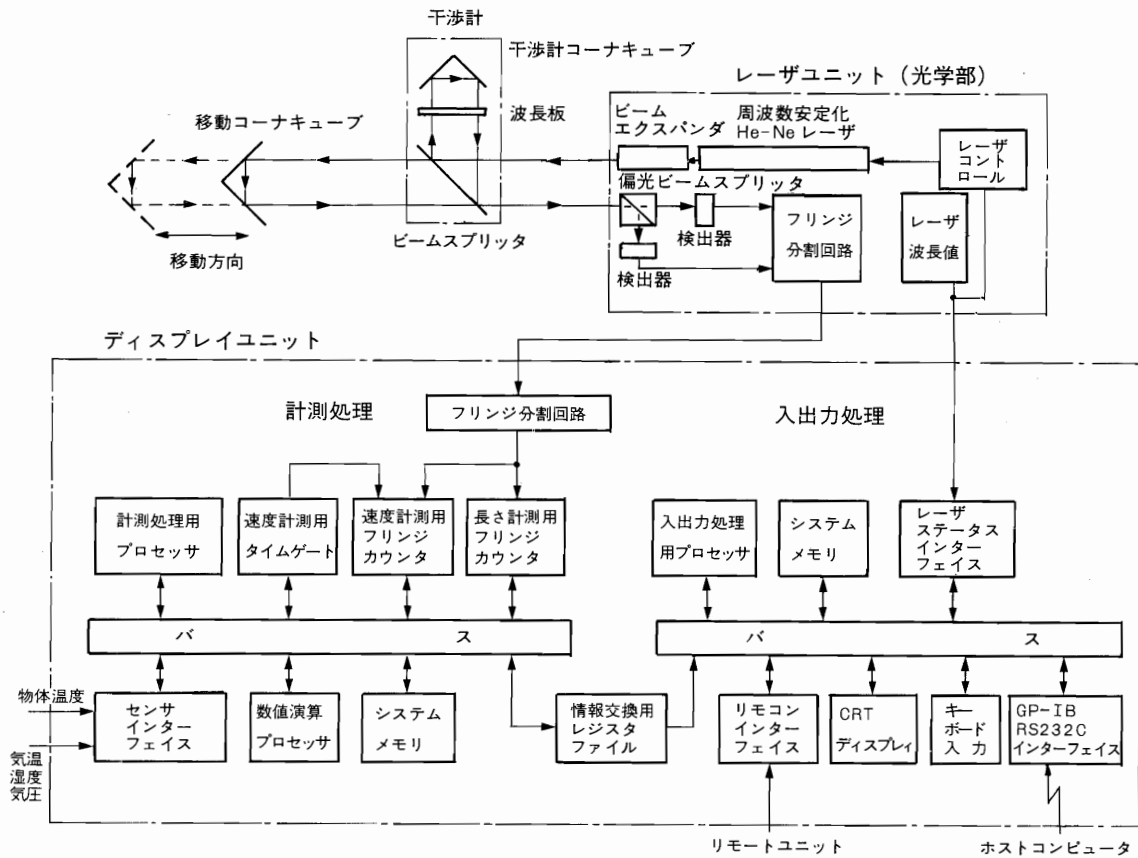 干渉計
干渉計コーナキューブ
波長板
移動コーナキューブ
移動方向
ビームスプリッタ
レーザユニット（光学部）
ビーム
エクスパンダ
周波数安定化
He-Neレーザ
レーザ
コント
ロール
偏光ビームスプリッタ
検出器
検出器
フリンジ
分割回路
レーザ
波長値
ディスプレイユニット
計測処理
フリンジ分割回路
入出力処理
計測処理用
プロセッサ
速度計測用
タイムゲート
速度計測用
フリンジ
カウンタ
長さ計測用
フリンジ
カウンタ
入出力処理
用プロセッサ
システム
メモリ
レーザ
ステータス
インター
フェイス
バス
バス
物体温度
気温
湿度
気圧
センサ
インター
フェイス
数値演算
プロセッサ
システム
メモリ
情報交換用
レジスタ
ファイル
リモコン
インター
フェイス
CRT
ディスプレィ
キー
ボード
入力
GP-IB
RS232C
インターフェイス
リモートユニット
ホストコンピュータ